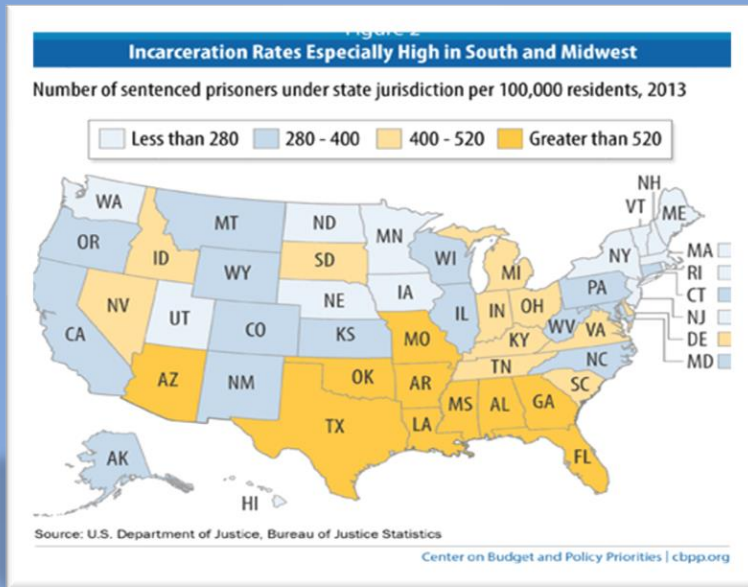 Figure 2
Incarceration Rates Especially High in South and Midwest
Number of sentenced prisoners under state jurisdiction per 100,000 residents, 2013
Less than 280 280 - 400 400 - 520 Greater than 520
WA
MT
ND
MN
OR
ID
WY
SD
WI
MI
NY
VT
NH
ME
MA
RI
CT
NJ
DE
MD
NV
UT
CO
NE
IA
IL
IN
OH
PA
CA
KS
MO
KY
WV
VA
AZ
NM
OK
AR
TN
NC
SC
TX
LA
MS
AL
GA
FL
AK
HI
Source: U.S. Department of Justice, Bureau of Justice Statistics
Center on Budget and Policy Priorities | cbpp.org